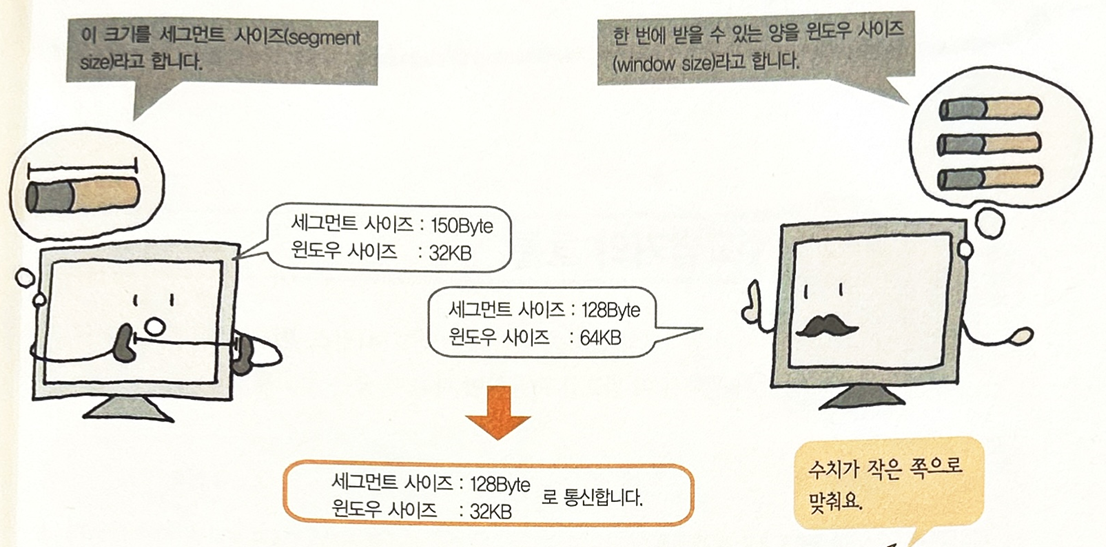 이 크기를 세그먼트 사이즈(segment
size)라고 합니다.
한 번에 받을 수 있는 양을 윈도우 사이즈
(window size)라고 합니다.
세그먼트 사이즈 : 150Byte
윈도우 사이즈 : 32KB
세그먼트 사이즈 : 128Byte
윈도우 사이즈 : 64KB
세그먼트 사이즈 : 128Byte
윈도우 사이즈 : 32KB
로 통신합니다.
수치가 작은 쪽으로
맞춰요.